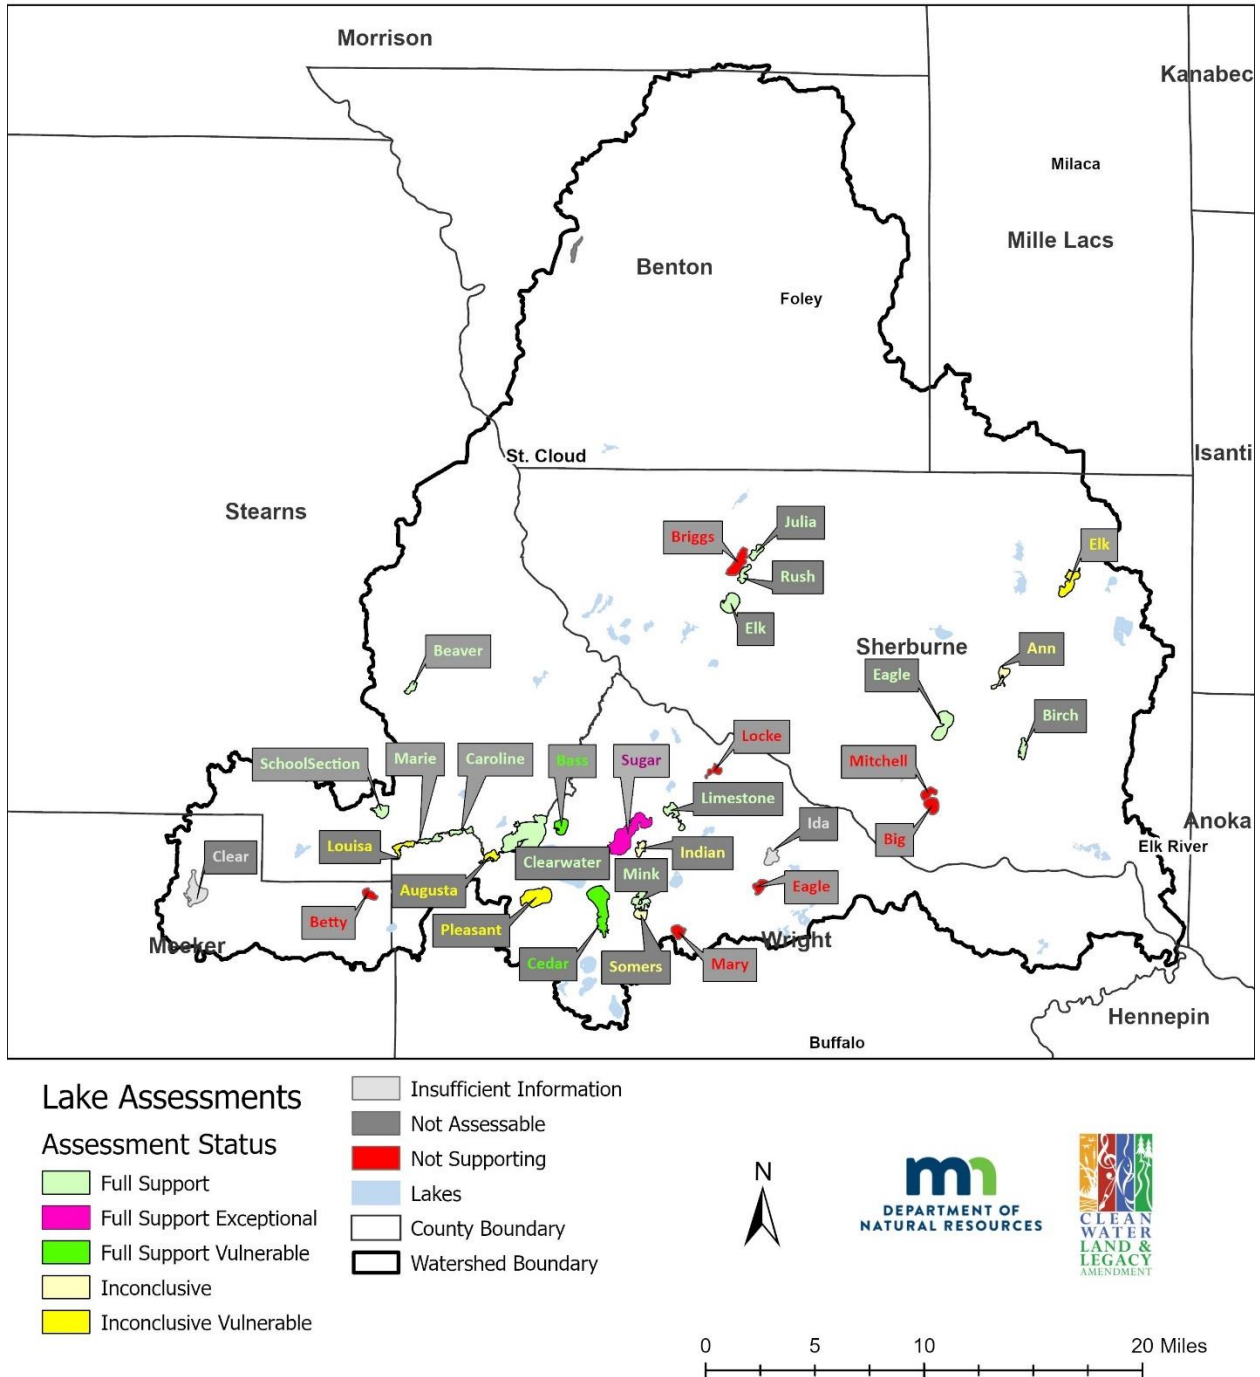 Morrison
Kanabec
Milaca
Mille Lacs
Benton
Foley
St. Cloud
Isanti
Stearns
Julia
Briggs
Elk
Rush
Elk
Beaver
Sherburne
Ann
Eagle
Birch
Locke
SchoolSection
Marie
Caroline
Bass
Sugar
Mitchell
Limestone
Anoka
Louisa
Ida
Big
Elk River
Clear
Clearwater
Indian
Augusta
Mink
Eagle
Betty
Pleasant
Meeker
Wright
Cedar
Somers
Mary
Hennepin
Buffalo
Lake Assessments
Assessment Status
Full Support
Full Support Exceptional
Full Support Vulnerable
Inconclusive
Inconclusive Vulnerable
Insufficient Information
Not Assessable
Not Supporting
Lakes
County Boundary
Watershed Boundary
N
DEPARTMENT OF
NATURAL RESOURCES
CLEAN
WATER
LAND &
LEGACY
AMENDMENT
0 5 10 20 Miles